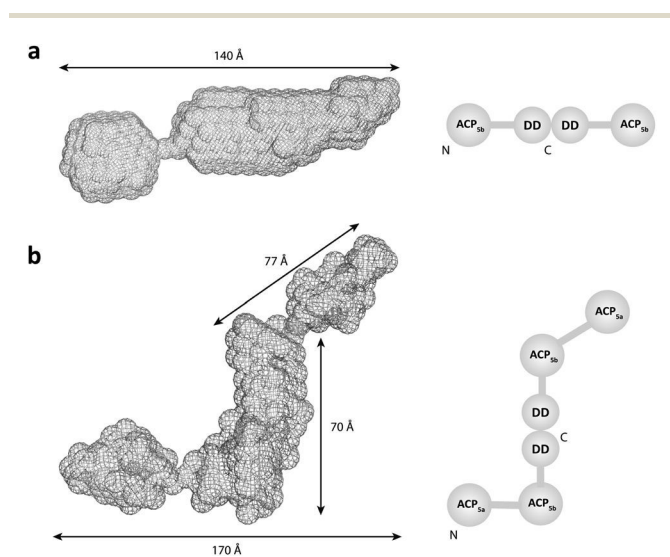 a
140 Å
ACP5b DD DD ACP5b
N C
b
77 Å
ACP5a
ACP5b
DD
70 Å
DD C
ACP5a ACP5b
N
170 Å